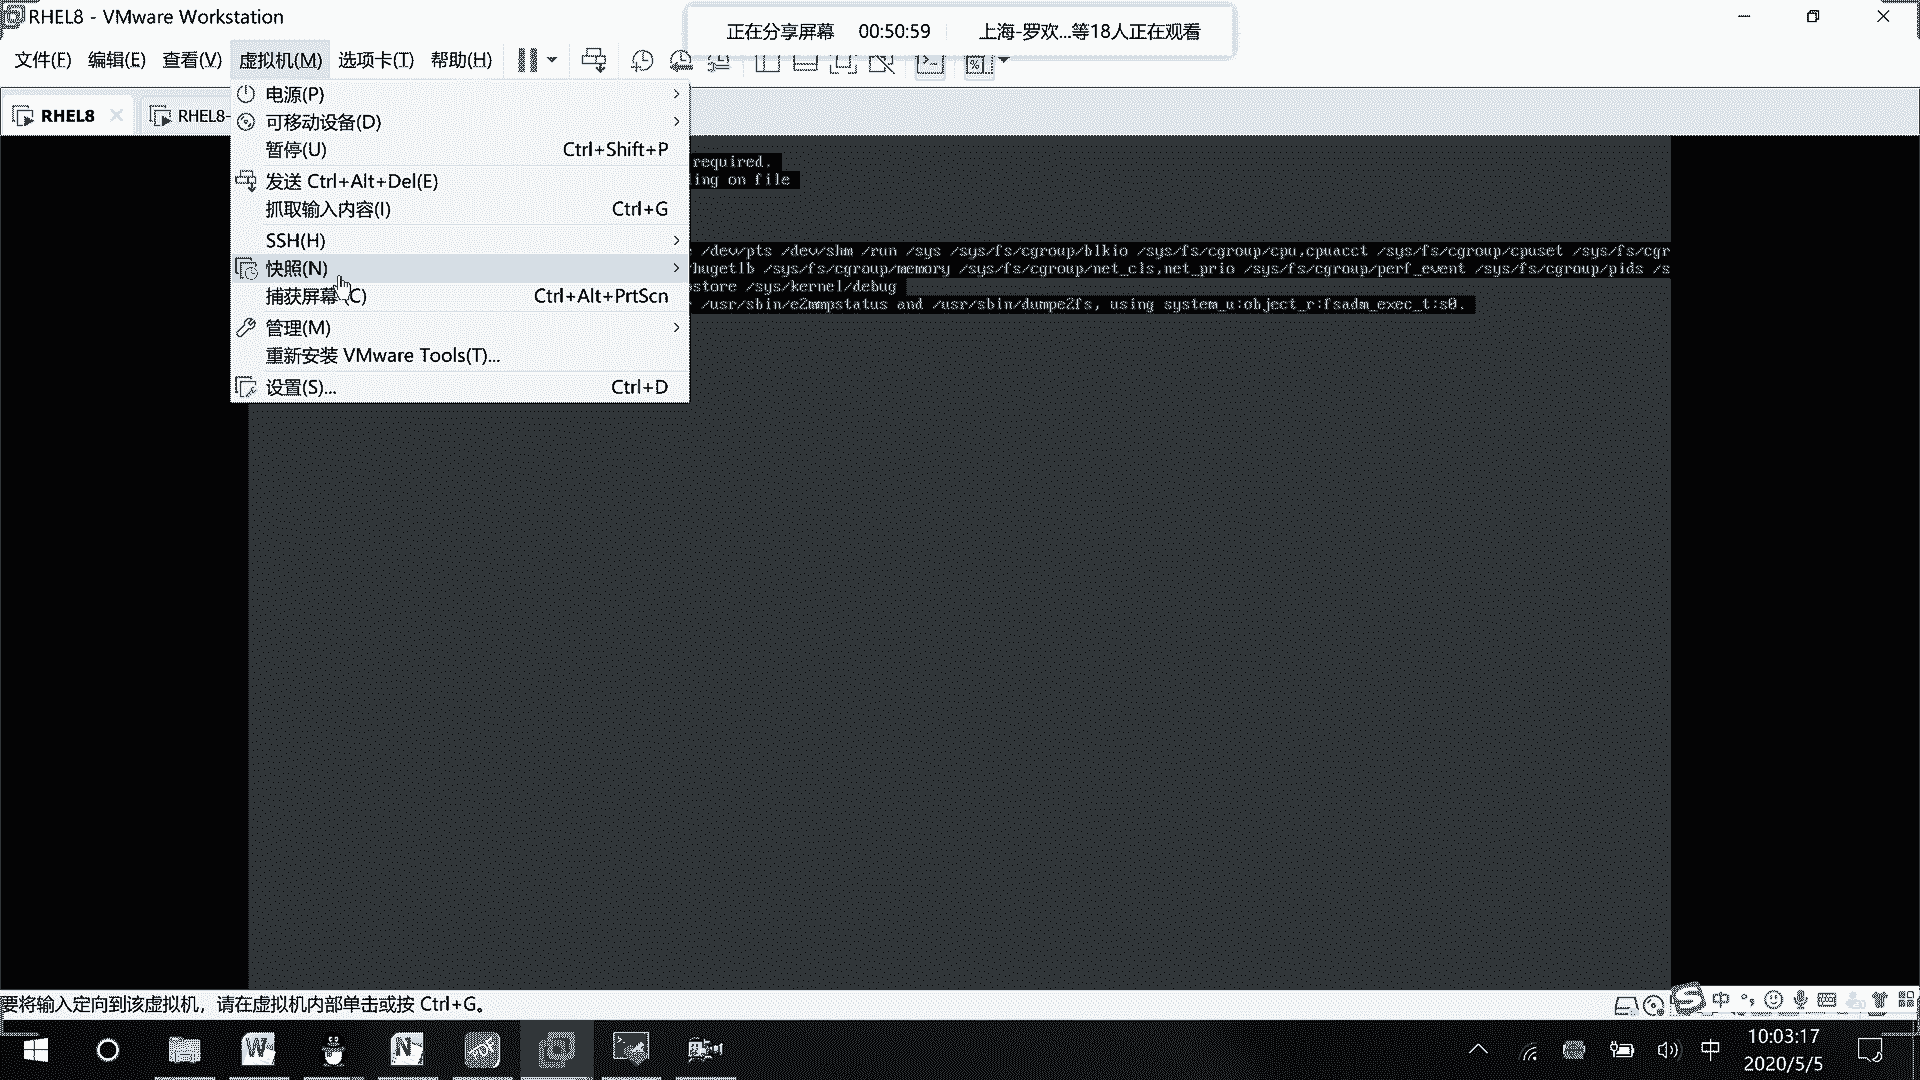 RHEL8 - VMware Workstation
正在分享屏幕 00:50:59 上海-罗欢...等18人正在观看
文件(F) 编辑(E) 查看(V) 虚拟机(M) 选项卡(T) 帮助(H)
RHEL8 RHEL8-
电源(P)
可移动设备(D)
暂停(U) Ctrl+Shift+P
发送 Ctrl+Alt+Del(E)
抓取输入内容(I) Ctrl+G
SSH(H)
快照(N)
捕获屏幕(C) Ctrl+Alt+PrtScn
管理(M)
重新安装 VMware Tools(T)...
设置(S)... Ctrl+D
required.
ing on file
/dev/pts /dev/shm /run /sys /sys/fs/cgroup/blkio /sys/fs/cgroup/cpu,cpuacct /sys/fs/cgroup/cpuset /sys/fs/cgr
hugetlb /sys/fs/cgroup/memory /sys/fs/cgroup/net_cls,net_prio /sys/fs/cgroup/perf_event /sys/fs/cgroup/pids /s
store /sys/kernel/debug
/usr/sbin/e2mmpstatus and /usr/sbin/dumpe2fs, using system_u:object_r:fsadm_exec_t:s0.
要将输入定向到该虚拟机，请在虚拟机内部单击或按 Ctrl+G。
中
中
10:03:17
2020/5/5